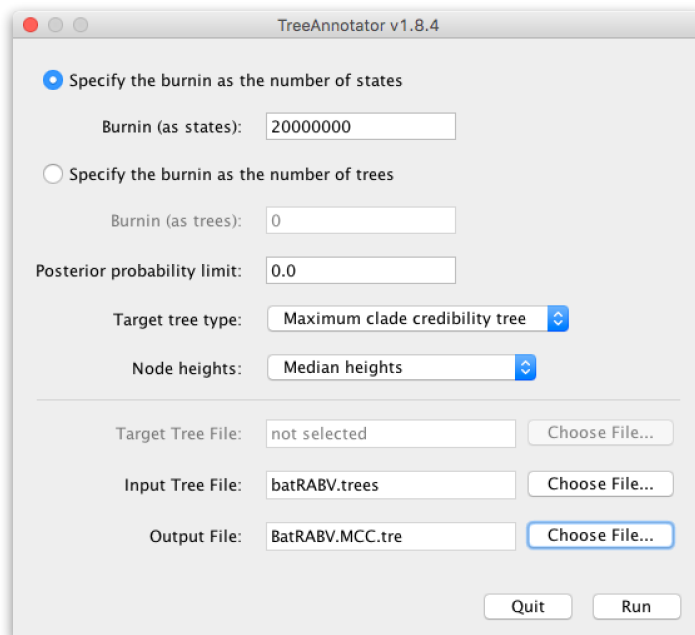 TreeAnnotator v1.8.4
Specify the burnin as the number of states
Burnin (as states): 20000000
Specify the burnin as the number of trees
Burnin (as trees): 0
Posterior probability limit: 0.0
Target tree type: Maximum clade credibility tree
Node heights: Median heights
Target Tree File: not selected Choose File...
Input Tree File: batRABV.trees Choose File...
Output File: BatRABV.MCC.tre Choose File...
Quit Run